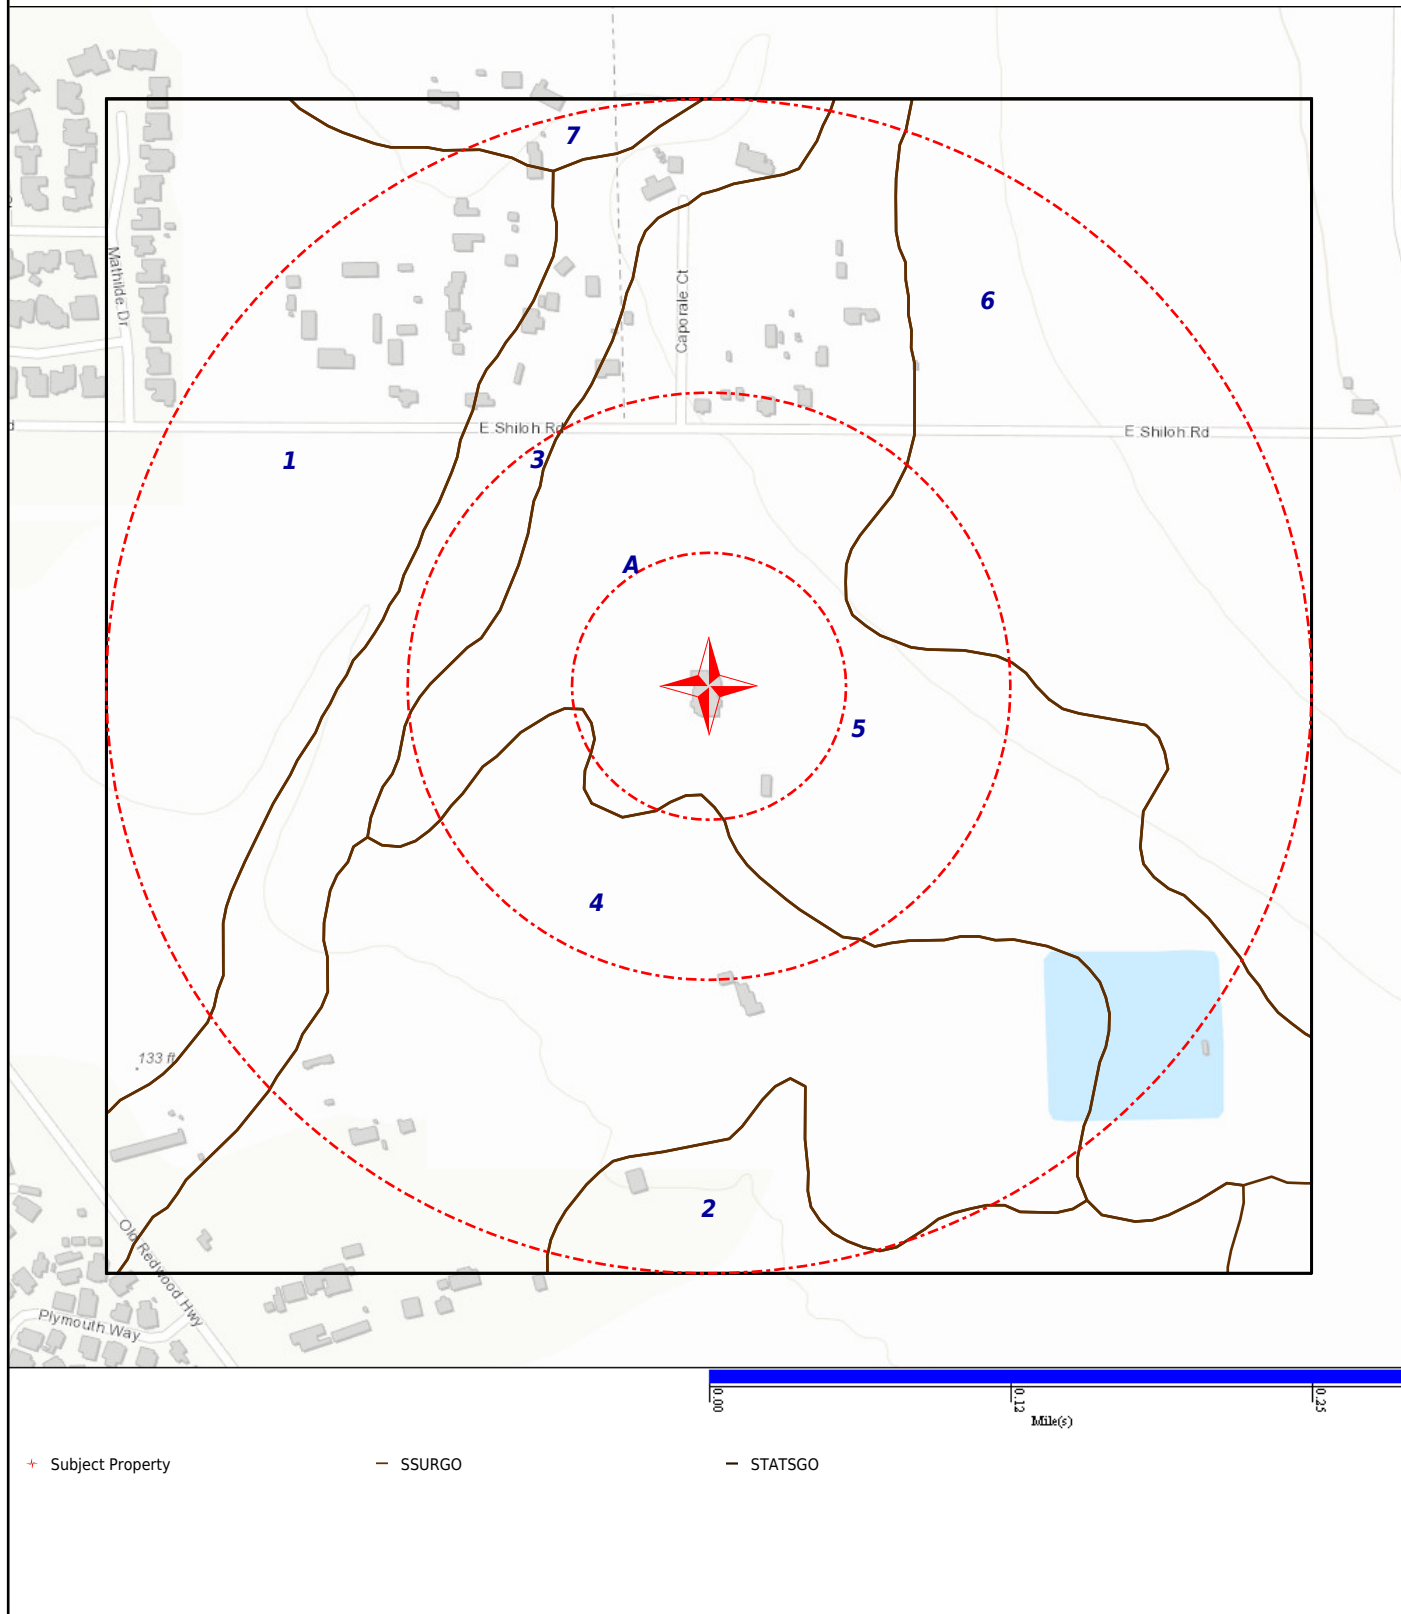 7
Mathilde Dr
Caporale Ct
6
E Shiloh Rd
E Shiloh Rd
1
3
A
5
4
133 ft
2
Old Redwood Hwy
Plymouth Way
0.00
0.12
0.25
Mile(s)
Subject Property
SSURGO
STATSGO